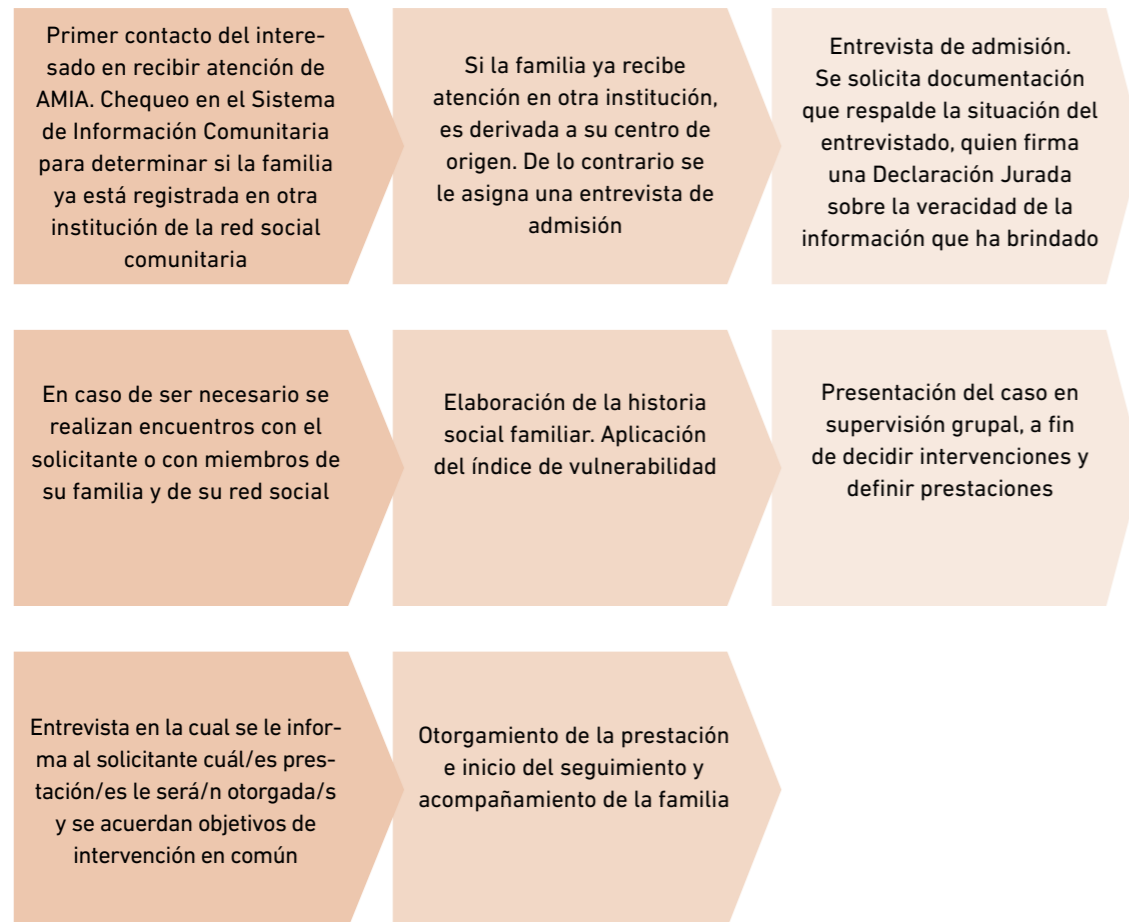 Primer contacto del intere-
sado en recibir atención de
AMIA. Chequeo en el Sistema
de Información Comunitaria
para determinar si la familia
ya está registrada en otra
institución de la red social
comunitaria
Si la familia ya recibe
atención en otra institución,
es derivada a su centro de
origen. De lo contrario se
le asigna una entrevista de
admisión
Entrevista de admisión.
Se solicita documentación
que respalde la situación del
entrevistado, quien firma
una Declaración Jurada
sobre la veracidad de la
información que ha brindado
En caso de ser necesario se
realizan encuentros con el
solicitante o con miembros de
su familia y de su red social
Elaboración de la historia
social familiar. Aplicación
del índice de vulnerabilidad
Presentación del caso en
supervisión grupal, a fin
de decidir intervenciones y
definir prestaciones
Entrevista en la cual se le infor-
ma al solicitante cuál/es pres-
tación/es le será/n otorgada/s
y se acuerdan objetivos de
intervención en común
Otorgamiento de la prestación
e inicio del seguimiento y
acompañamiento de la familia